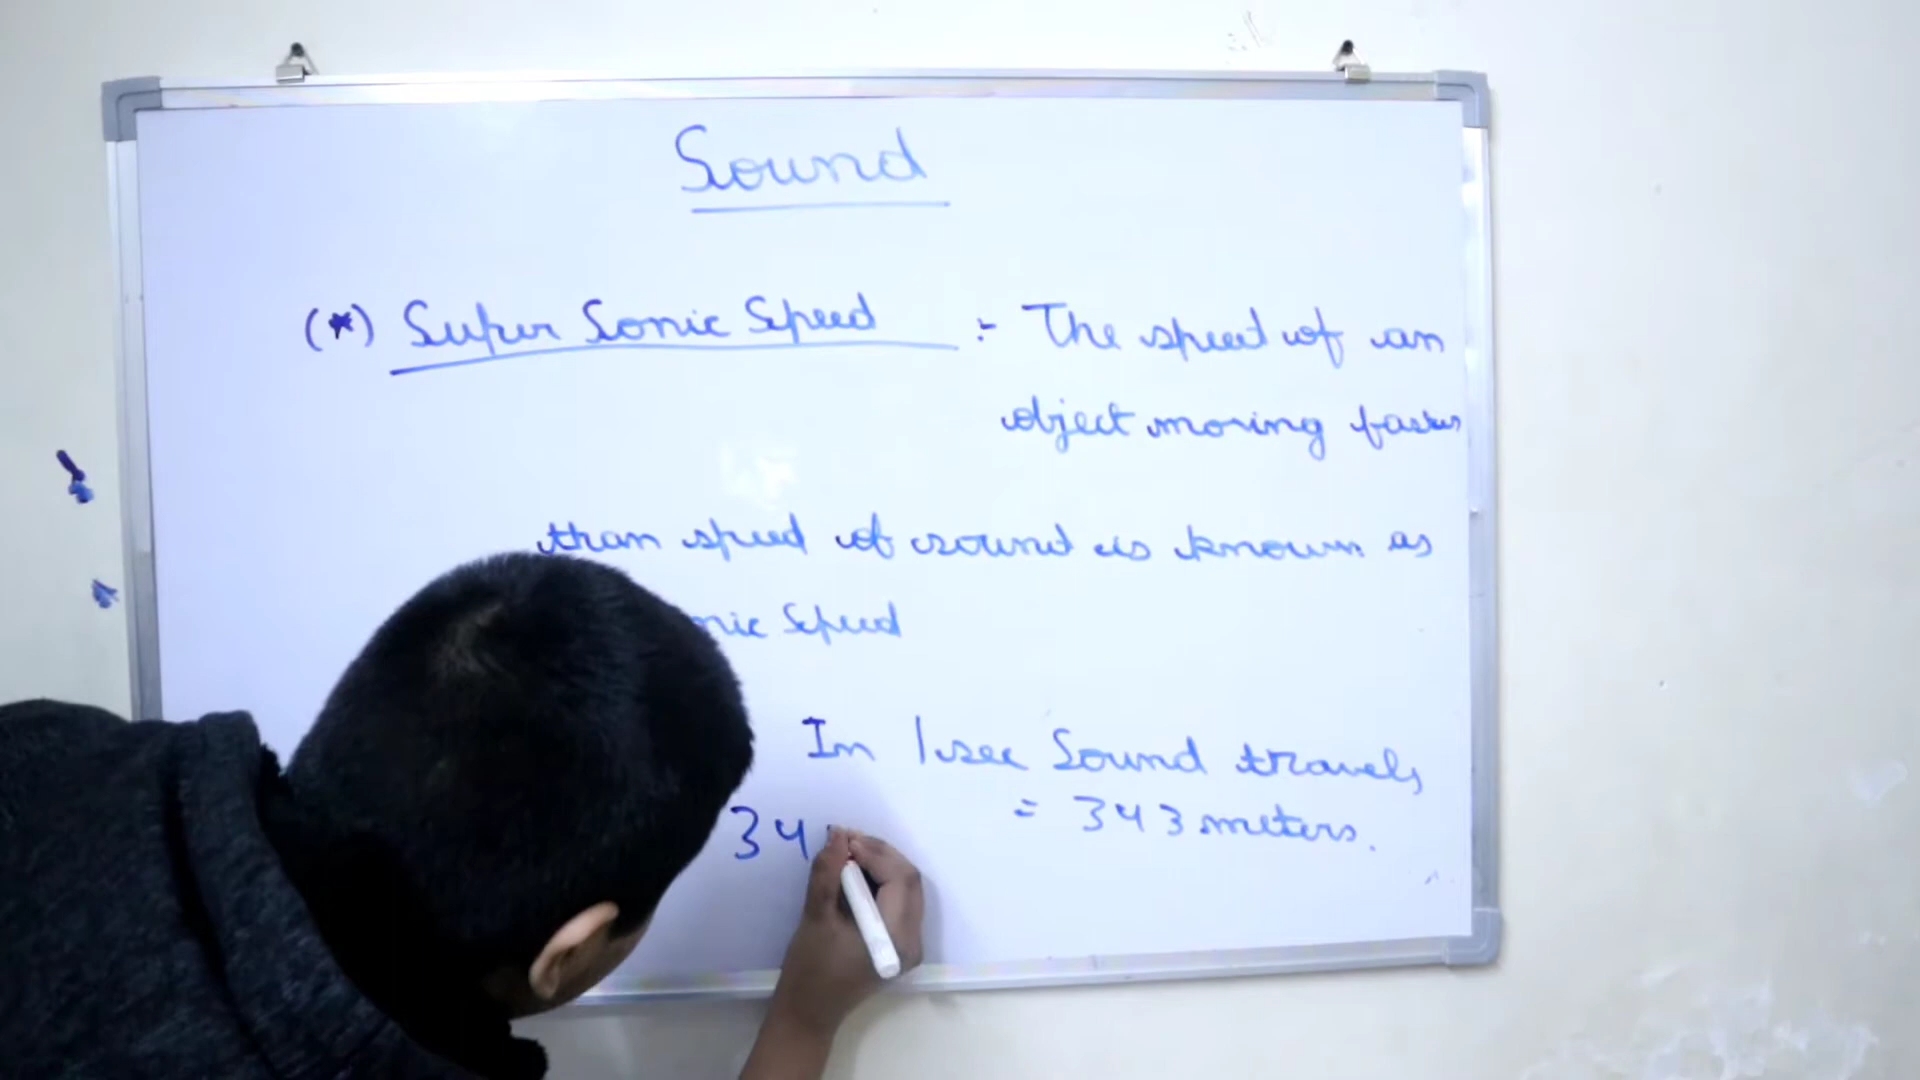 Sound
(*) Super Sonic Speed :- The speed of an
object moving faster
than speed of sound is known as
nic Speed
In 1 sec Sound travels
= 343 meters.
34